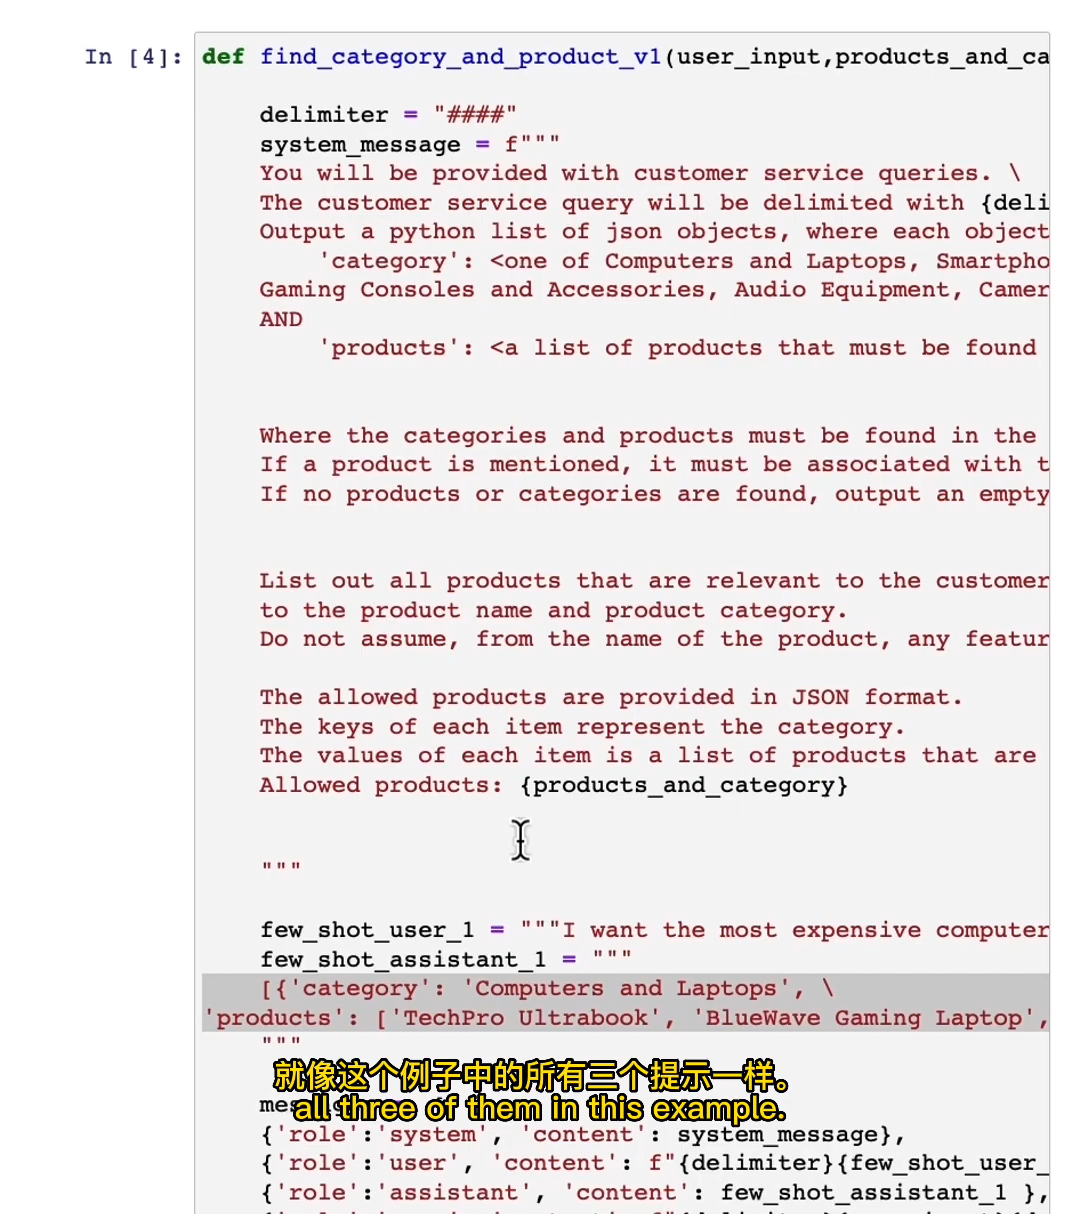 In [4]: def find_category_and_product_v1(user_input,products_and_ca
delimiter = "####"
system_message = f"""
You will be provided with customer service queries. \
The customer service query will be delimited with {deli
Output a python list of json objects, where each object
'category': <one of Computers and Laptops, Smartpho
Gaming Consoles and Accessories, Audio Equipment, Camer
AND
'products': <a list of products that must be found
Where the categories and products must be found in the
If a product is mentioned, it must be associated with t
If no products or categories are found, output an empty
List out all products that are relevant to the customer
to the product name and product category.
Do not assume, from the name of the product, any featur
The allowed products are provided in JSON format.
The keys of each item represent the category.
The values of each item is a list of products that are
Allowed products: {products_and_category}
"""
few_shot_user_1 = """I want the most expensive computer
few_shot_assistant_1 = """
[{'category': 'Computers and Laptops', \
'products': ['TechPro Ultrabook', 'BlueWave Gaming Laptop',
"""
就像这个例子中的所有三个提示一样。
all three of them in this example.
{'role':'system', 'content': system_message},
{'role':'user', 'content': f"{delimiter}{few_shot_user_
{'role':'assistant', 'content': few_shot_assistant_1 },